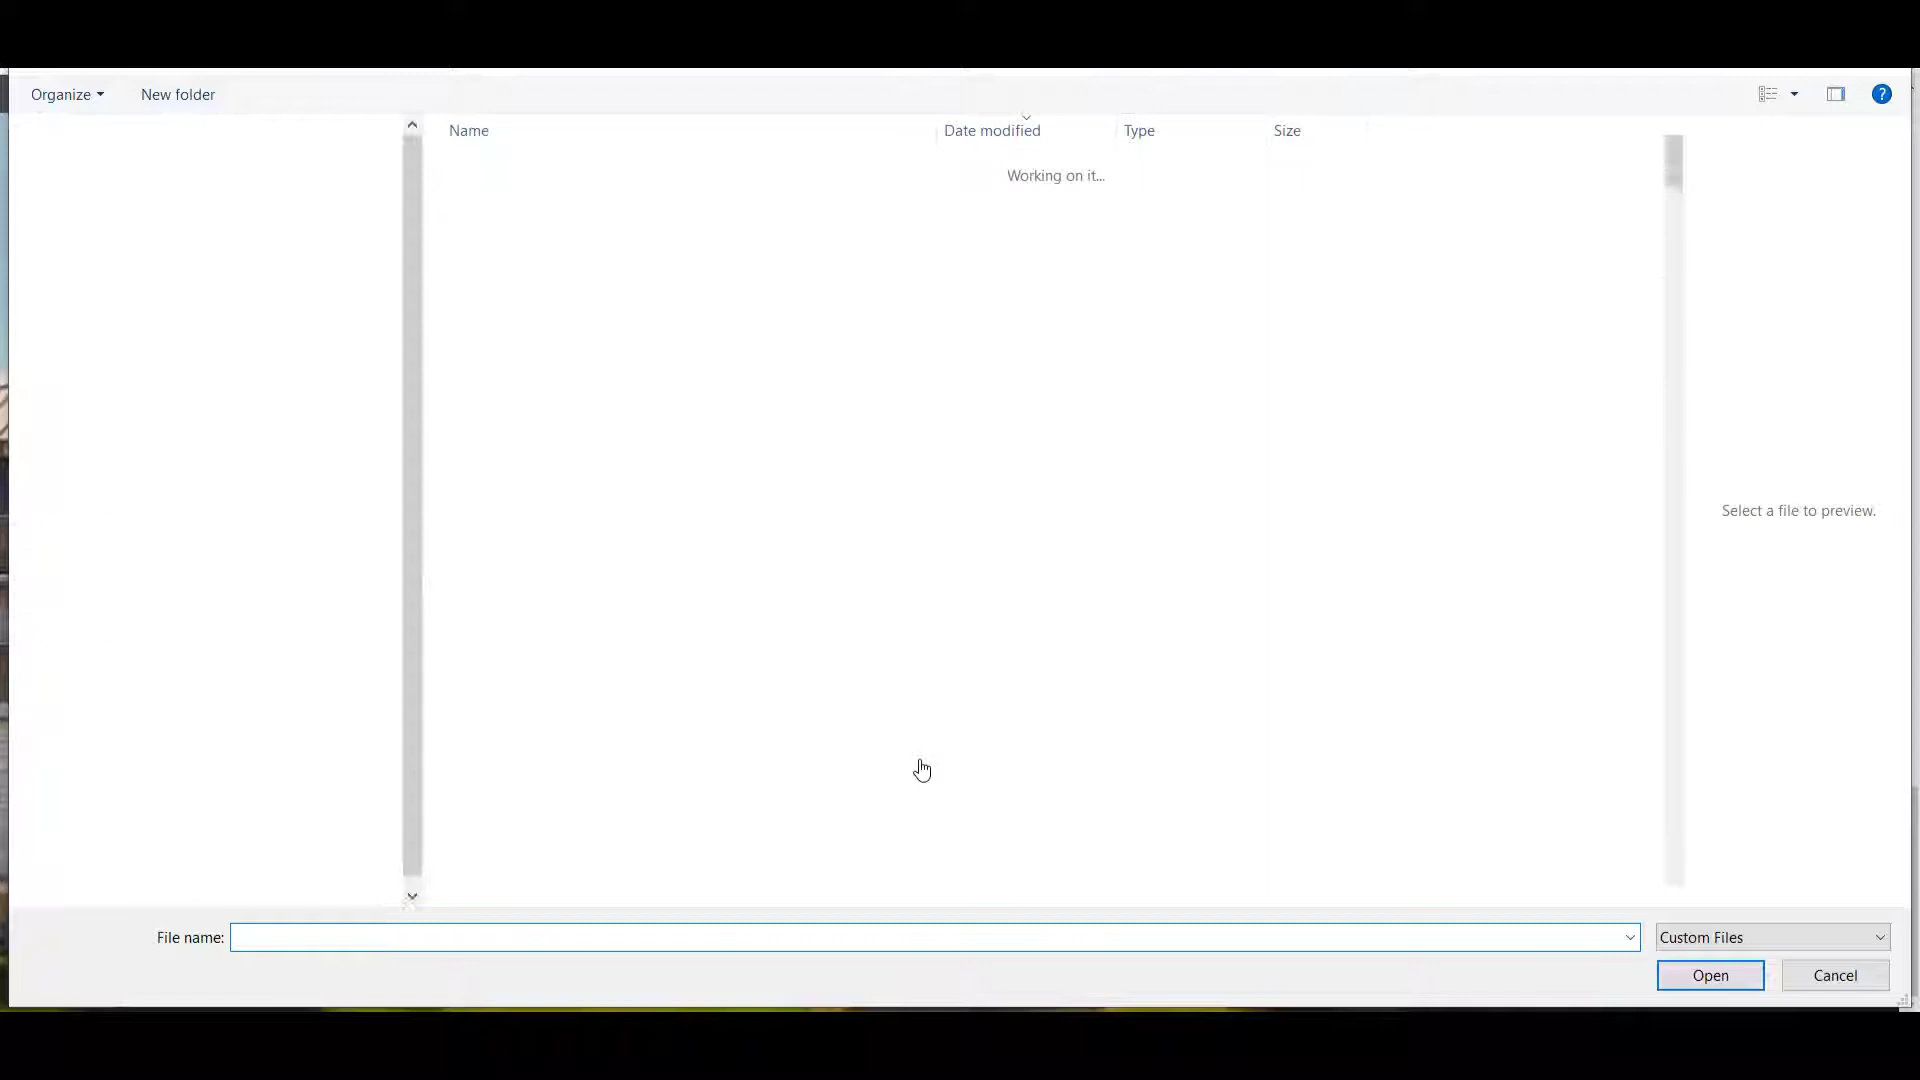 Organize New folder ?
Name Date modified Type Size
Working on it...
Select a file to preview.
File name: Custom Files
Open Cancel